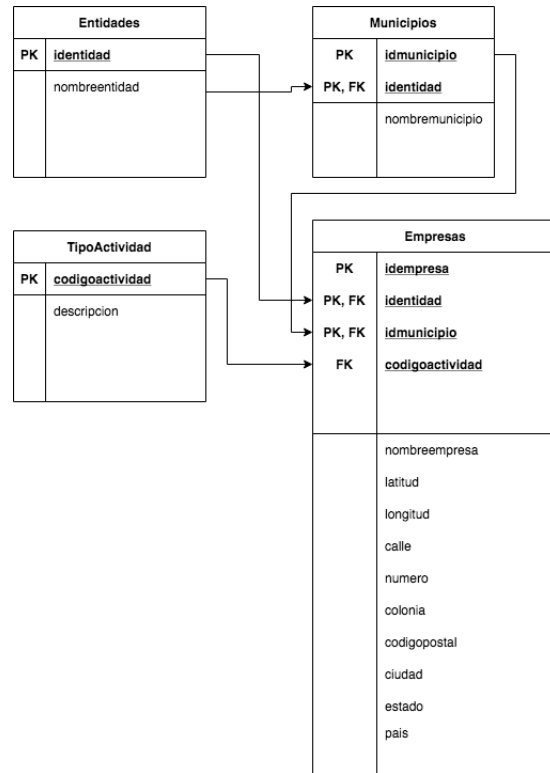 Entidades
PK identidad
nombreentidad
Municipios
PK idmunicipio
PK, FK identidad
nombremunicipio
TipoActividad
PK codigoactividad
descripcion
Empresas
PK idempresa
PK, FK identidad
PK, FK idmunicipio
FK codigoactividad
nombreempresa
latitud
longitud
calle
numero
colonia
codigopostal
ciudad
estado
pais